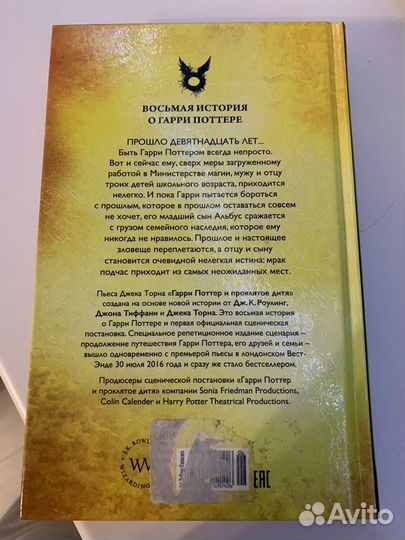 ВОСЬМАЯ ИСТОРИЯ
О ГАРРИ ПОТТЕРЕ
ПРОШЛО ДЕВЯТНАДЦАТЬ ЛЕТ...
Быть Гарри Поттером всегда непросто.
Вот и сейчас ему, сверх меры загруженному
работой в Министерстве магии, мужу и отцу
троих детей школьного возраста, приходится
нелегко. И пока Гарри пытается бороться
с прошлым, которое в прошлом оставаться совсем
не хочет, его младший сын Альбус сражается
с грузом семейного наследия, которое ему
никогда не нравилось. Прошлое и настоящее
зловеще переплетаются, а отцу и сыну
становится очевидной нелегкая истина: мрак
подчас приходит из самых неожиданных мест.
Пьеса Джека Торна «Гарри Поттер и проклятое дитя»
создана на основе новой истории от Дж. К. Роулинг,
Джона Тиффани и Джека Торна. Это восьмая история
о Гарри Поттере и первая официальная сценическая
постановка. Специальное репетиционное издание сценария –
продолжение путешествия Гарри Поттера, его друзей и семьи –
вышло одновременно с премьерой пьесы в лондонском Вест-
Энде 30 июля 2016 года и сразу же стало бестселлером.
Продюсеры сценической постановки «Гарри Поттер
и проклятое дитя» компании Sonia Friedman Productions,
Colin Calender и Harry Potter Theatrical Productions.
J.K. ROWL
WIZARDING
WW
EAC
Avito